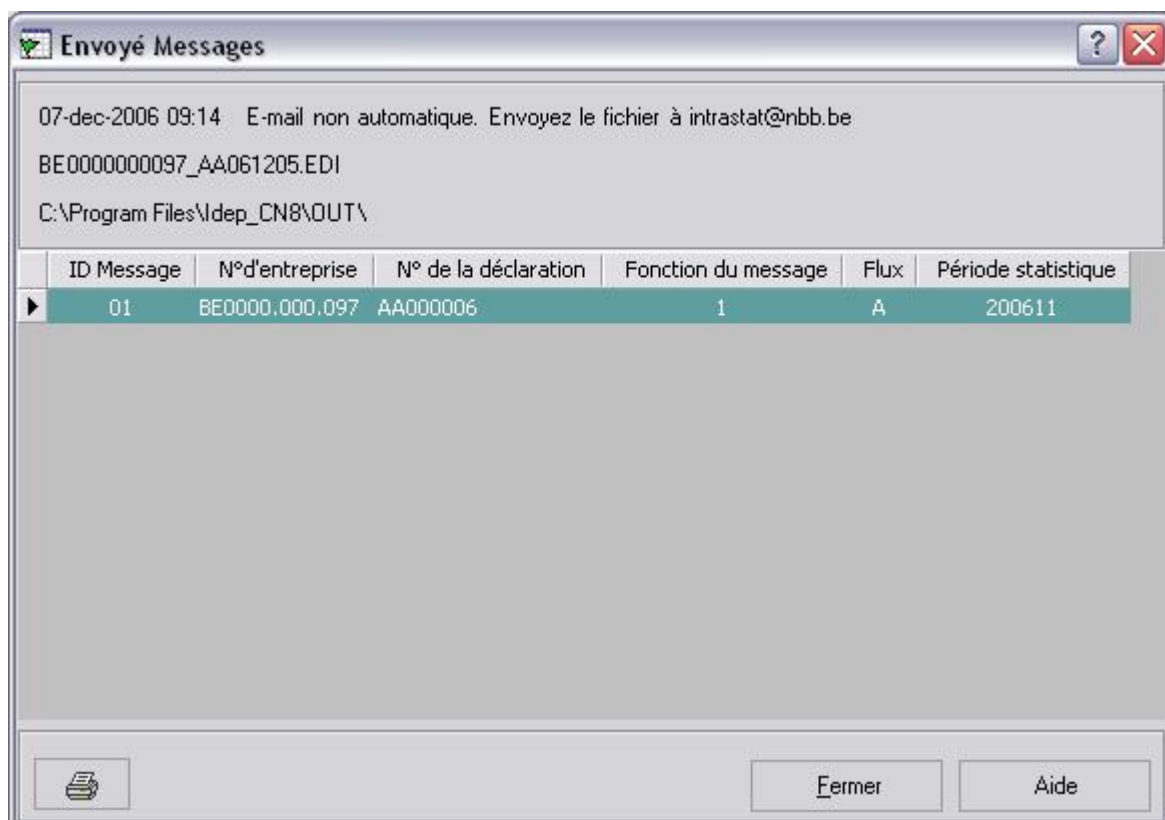 Envoyé Messages
07-dec-2006 09:14 E-mail non automatique. Envoyez le fichier à intrastat@nbb.be
BE0000000097_AA061205.EDI
C:\Program Files\Idep_CN8\OUT\
ID Message N°d'entreprise N° de la déclaration Fonction du message Flux Période statistique
01 BE0000.000.097 AA000006 1 A 200611
Fermer Aide